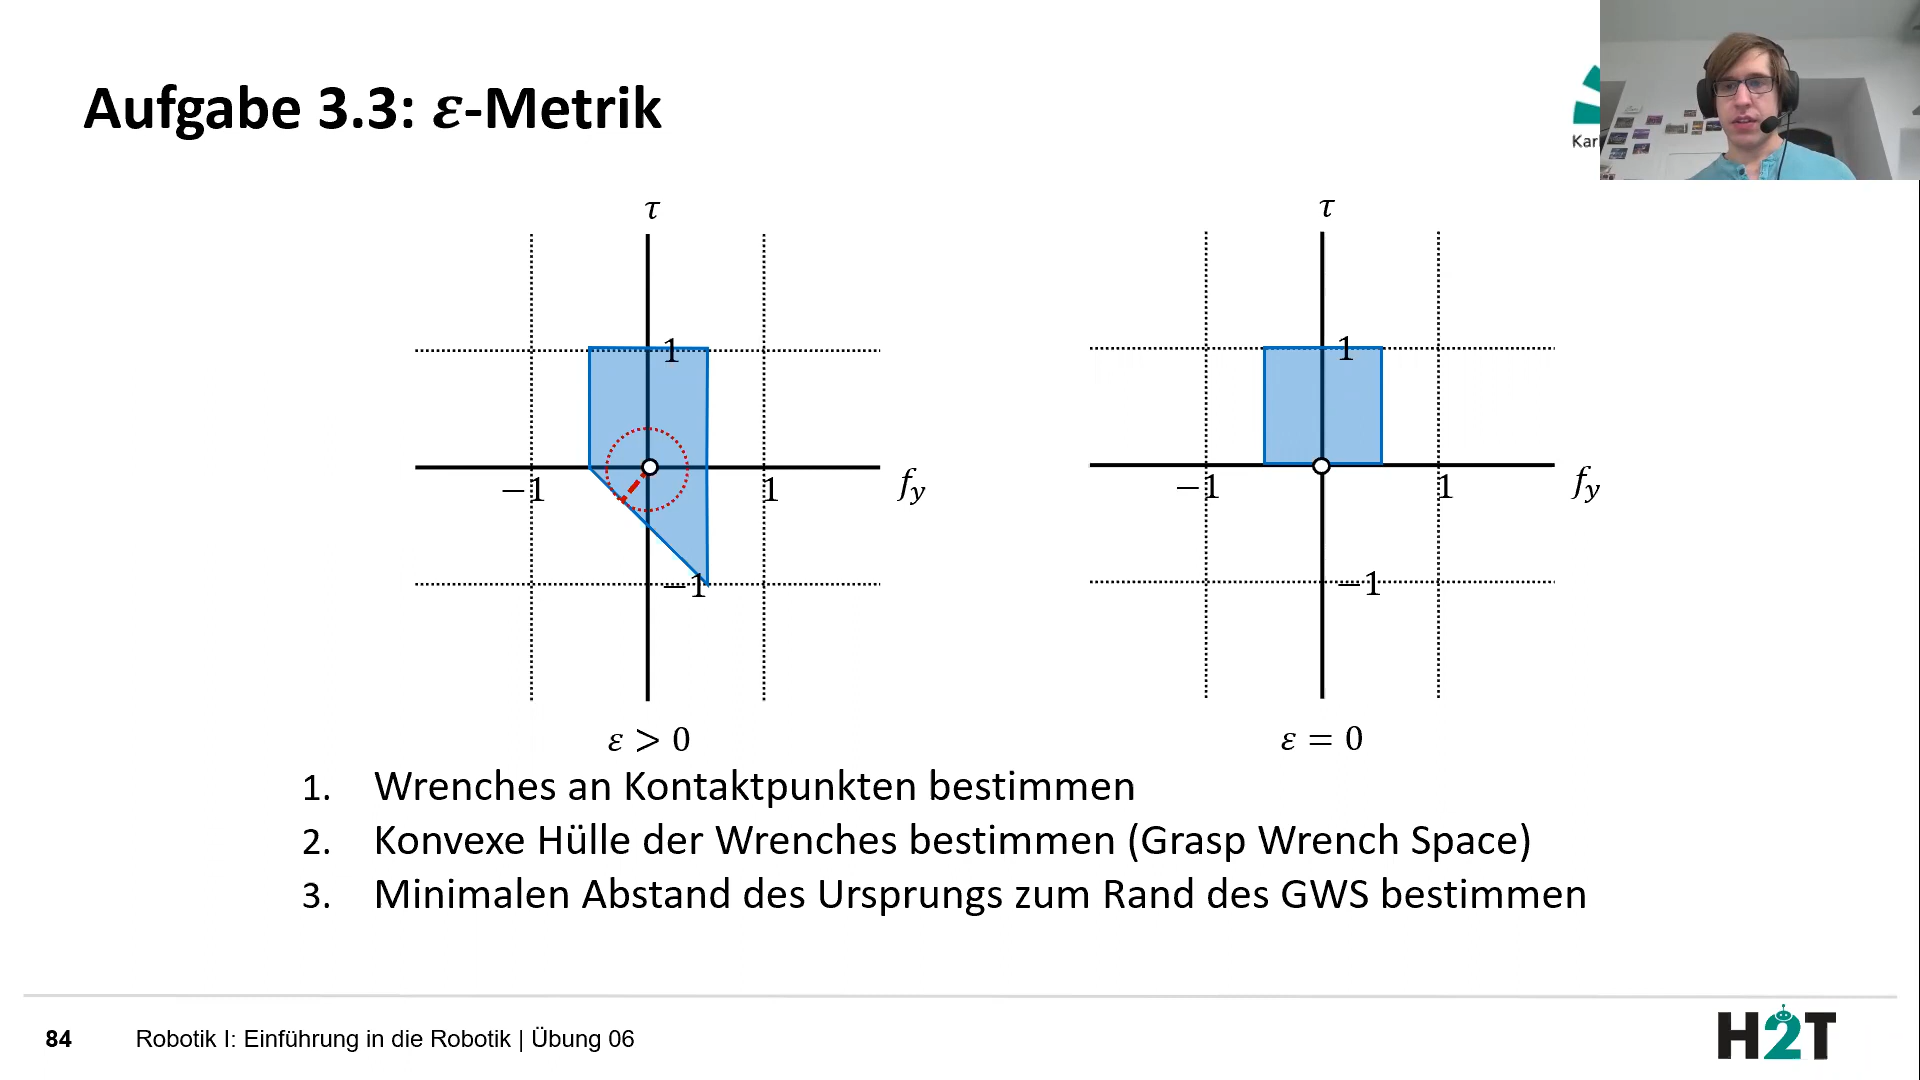 Aufgabe 3.3: ε-Metrik
Karl
τ
1
−1
1
f_y
−1
ε > 0
τ
1
−1
1
f_y
−1
ε = 0
1. Wrenches an Kontaktpunkten bestimmen
2. Konvexe Hülle der Wrenches bestimmen (Grasp Wrench Space)
3. Minimalen Abstand des Ursprungs zum Rand des GWS bestimmen
84 Robotik I: Einführung in die Robotik | Übung 06
H2T